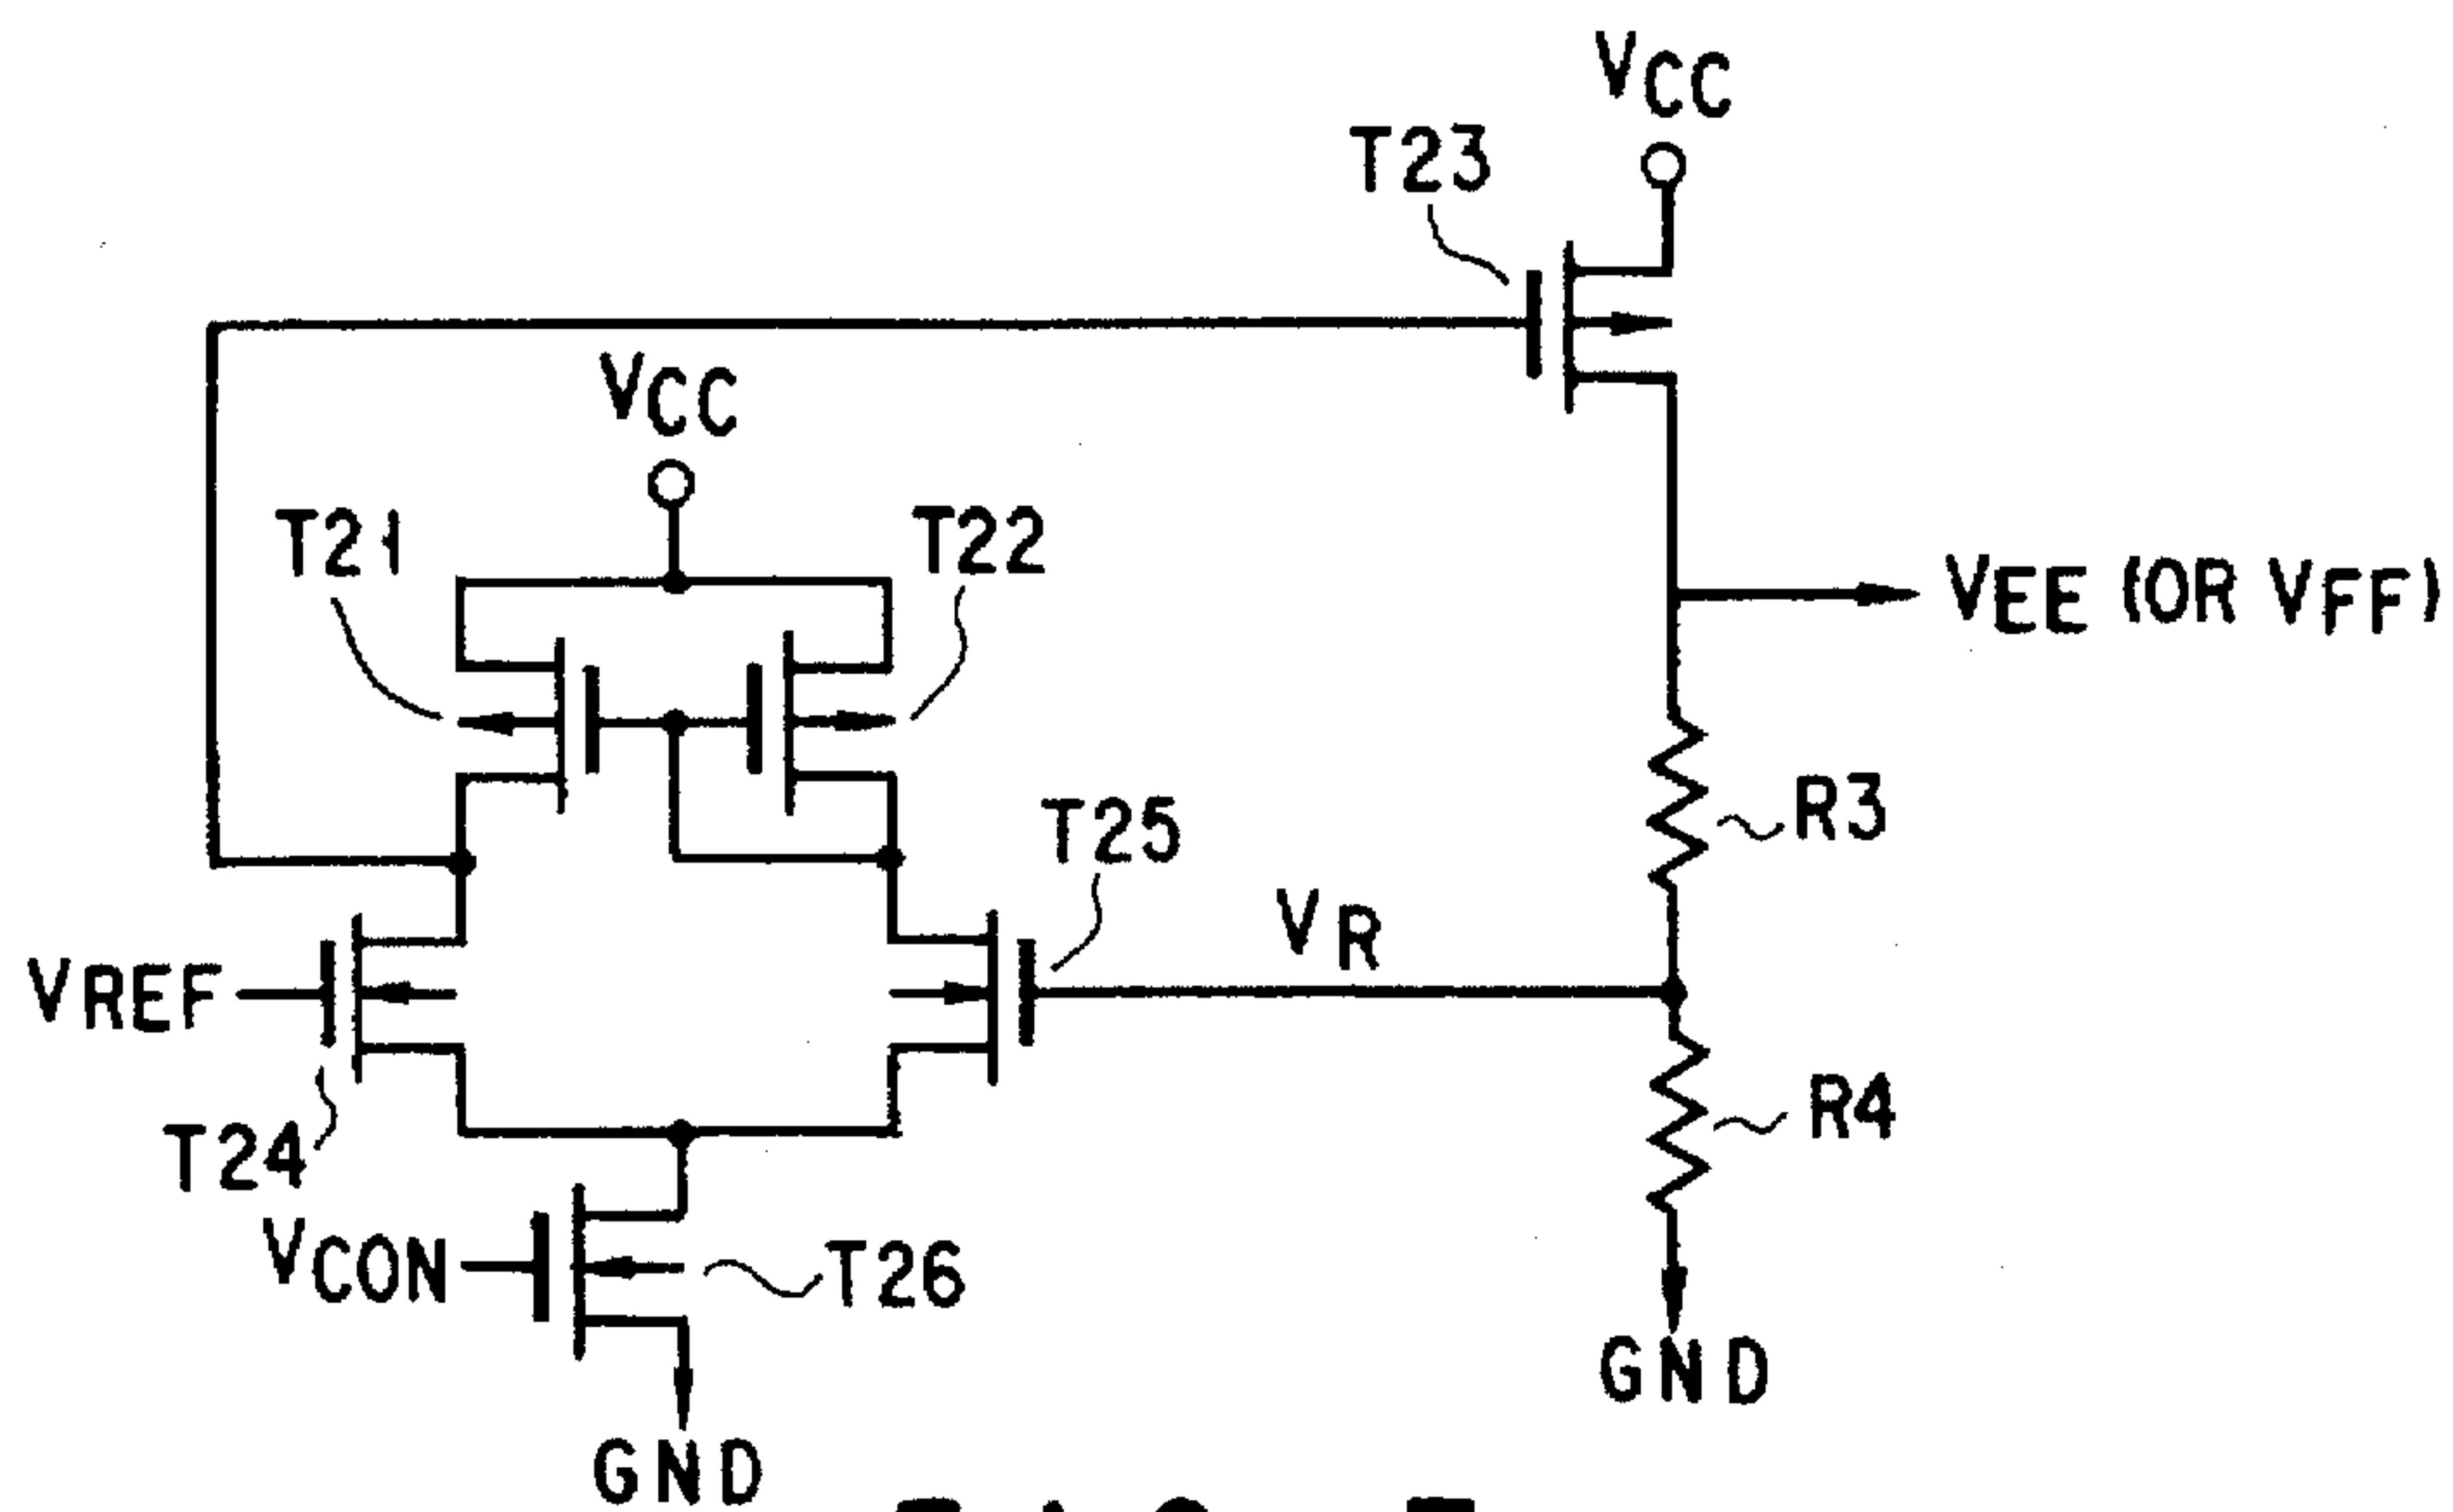 VCC
T23
VCC
T21
T22
VEE (OR VFF)
T25
R3
VR
VREF
R4
T24
VCON
T26
GND
GND